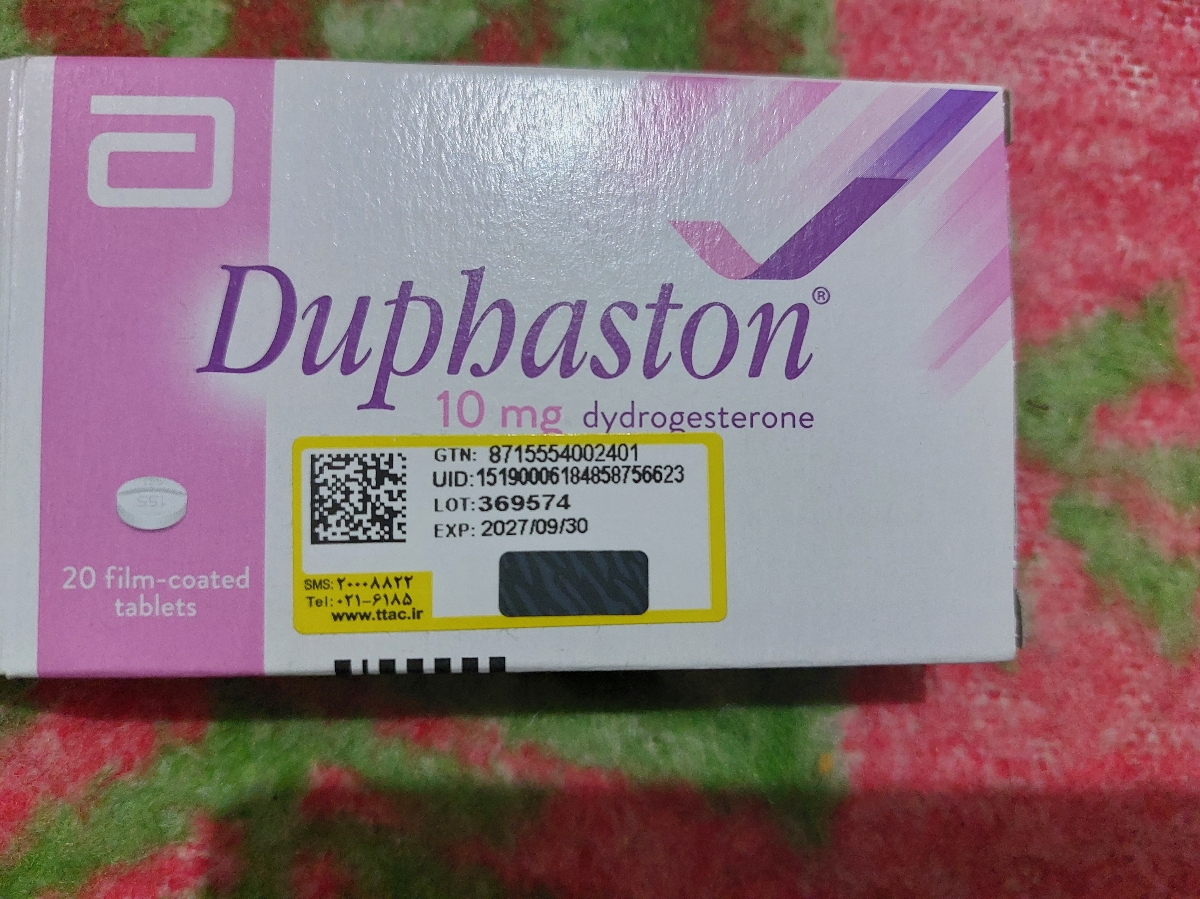 Duphaston®
10 mg dydrogesterone
GTN: 8715554002401
UID:15190006184858756623
LOT:369574
EXP: 2027/09/30
SMS:۲۰۰۰۸۸۲۲
Tel:۰۲۱-۶۱۸۵
www.ttac.ir
155
20 film-coated
tablets